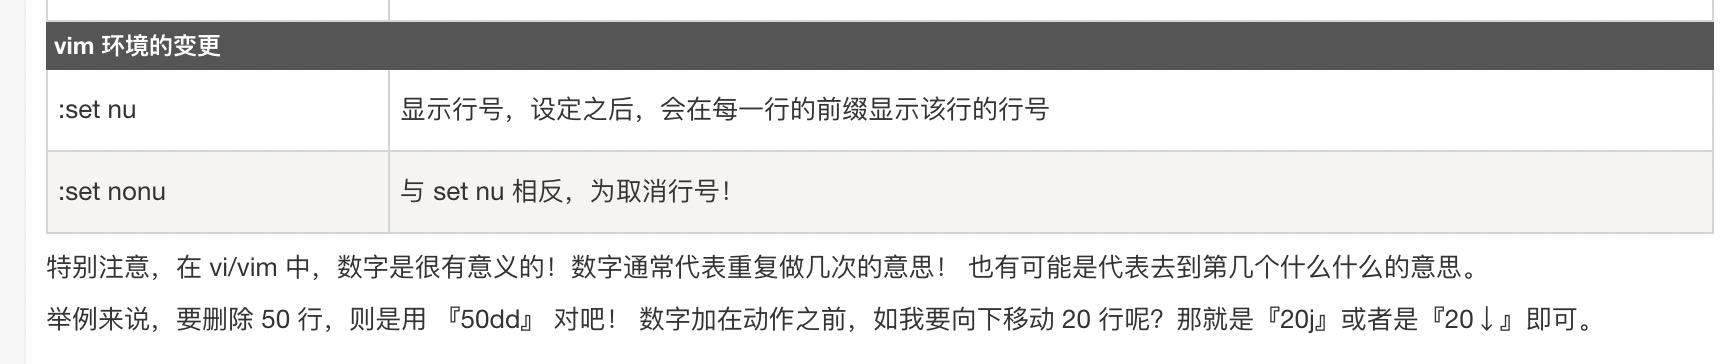 vim 环境的变更
:set nu 显示行号，设定之后，会在每一行的前缀显示该行的行号
:set nonu 与 set nu 相反，为取消行号！
特别注意，在 vi/vim 中，数字是很有意义的！数字通常代表重复做几次的意思！ 也有可能是代表去到第几个什么什么的意思。
举例来说，要删除 50 行，则是用 『50dd』 对吧！ 数字加在动作之前，如我要向下移动 20 行呢？那就是『20j』或者是『20↓』即可。